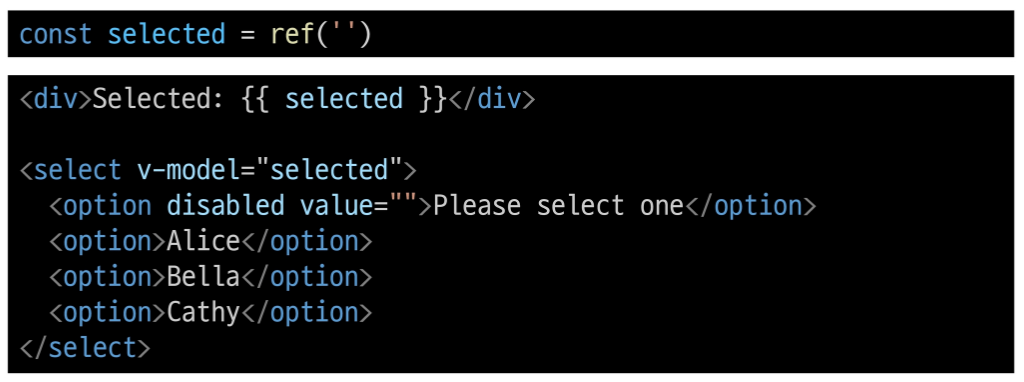 const selected = ref('')
<div>Selected: {{ selected }}</div>
<select v-model="selected">
  <option disabled value="">Please select one</option>
  <option>Alice</option>
  <option>Bella</option>
  <option>Cathy</option>
</select>